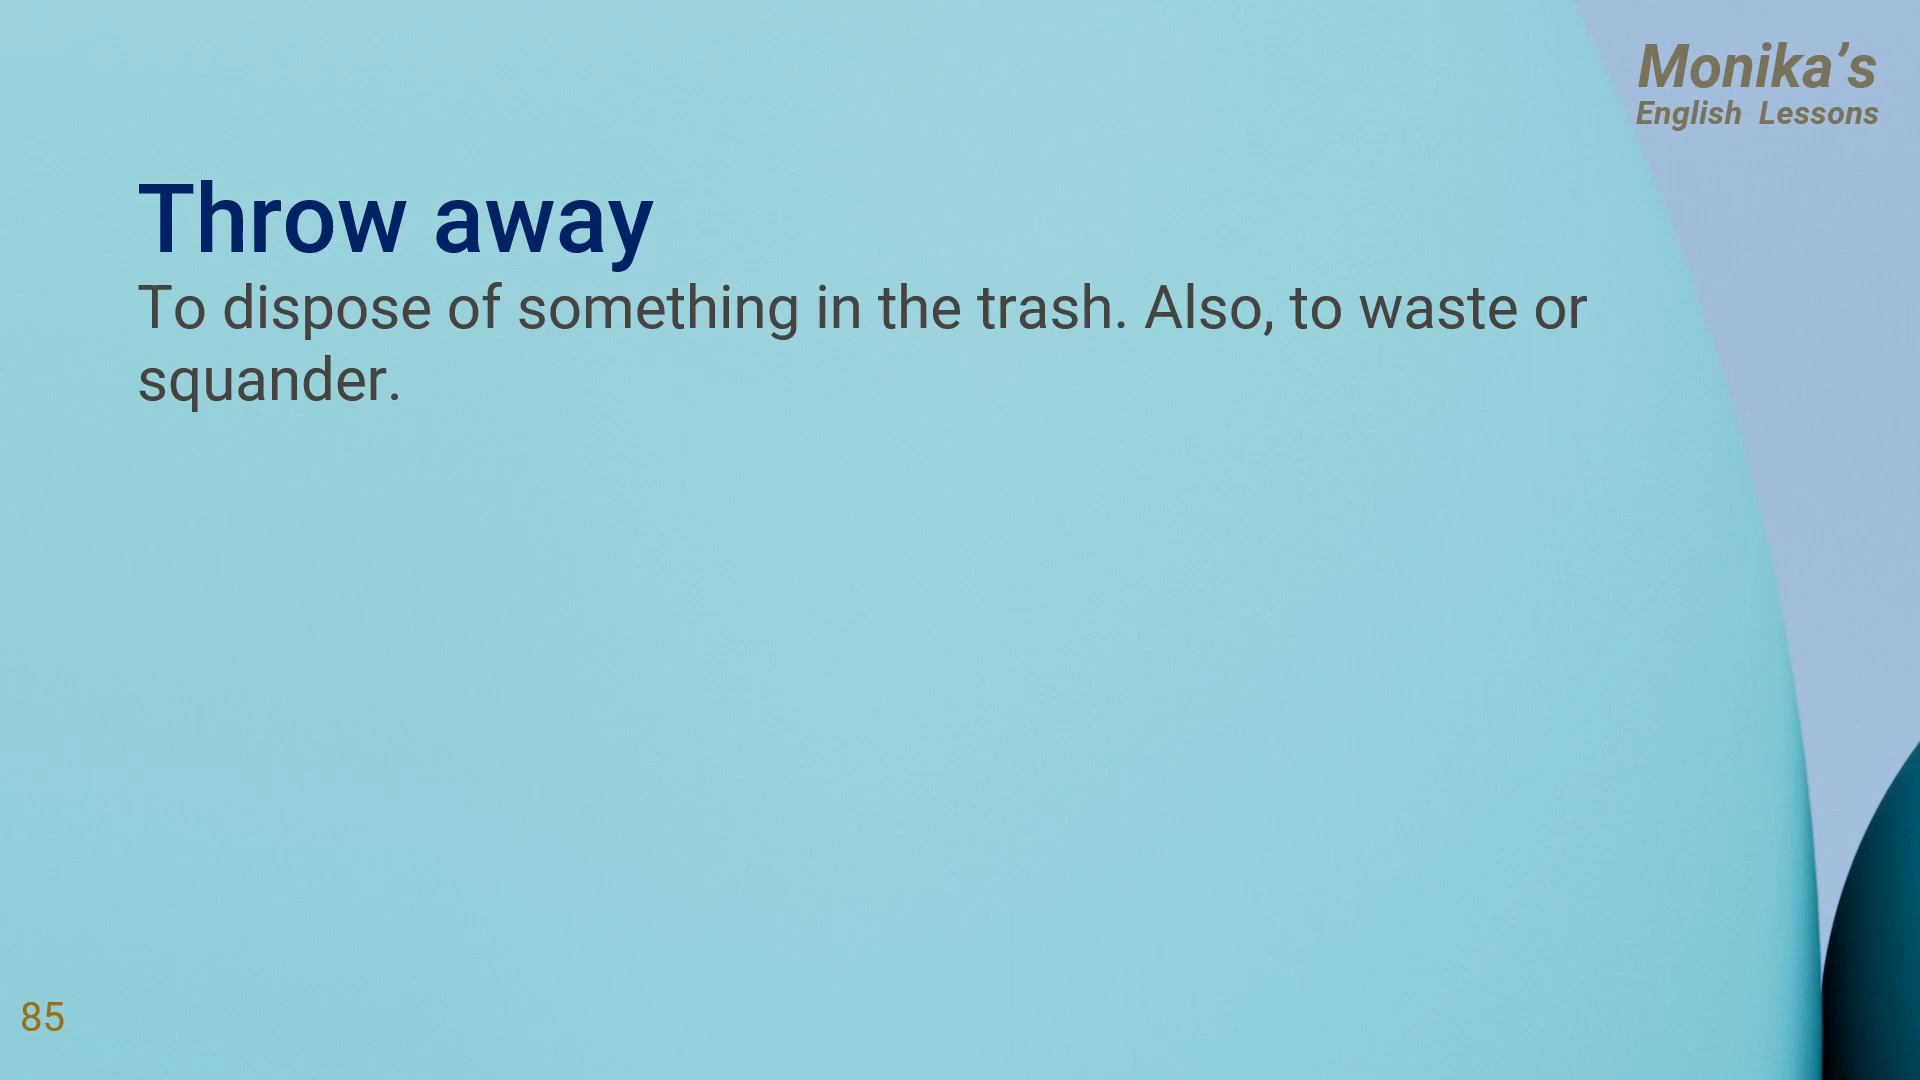 Monika’s
English Lessons
Throw away
To dispose of something in the trash. Also, to waste or
squander.
85